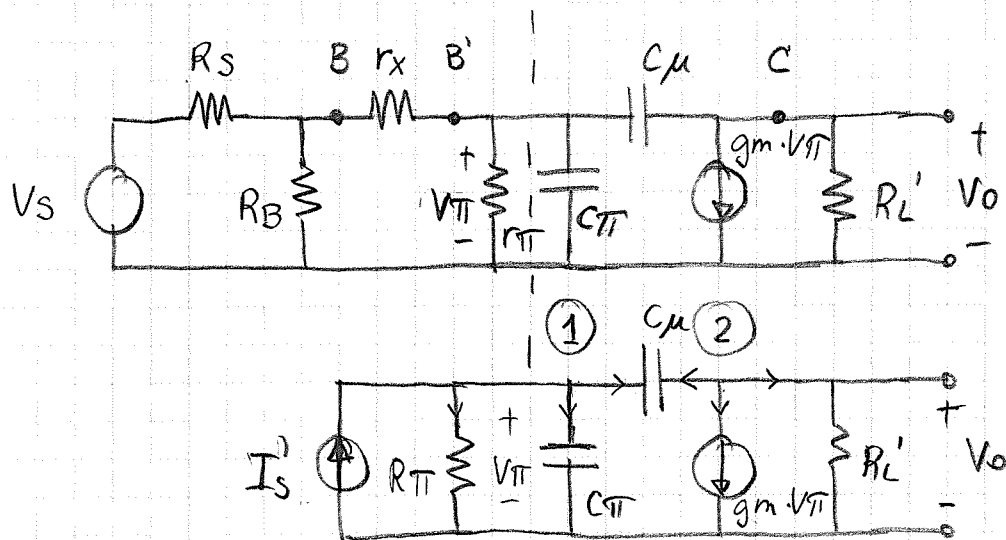 Rs B rx B' Cμ C
gm·Vπ
+ +
Vs RB Vπ rπ Cπ RL' Vo
- -
① Cμ ②
+ +
Is' Rπ Vπ Cπ gm·Vπ RL' Vo
- -